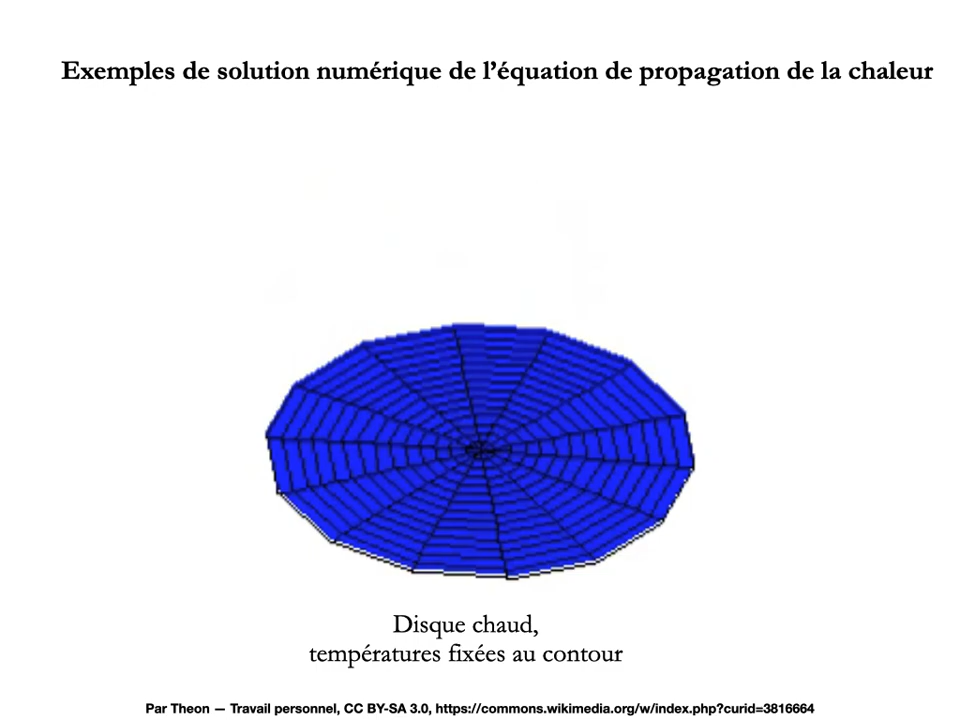 Exemples de solution numérique de l’équation de propagation de la chaleur
Disque chaud,
températures fixées au contour
Par Theon — Travail personnel, CC BY-SA 3.0, https://commons.wikimedia.org/w/index.php?curid=3816664